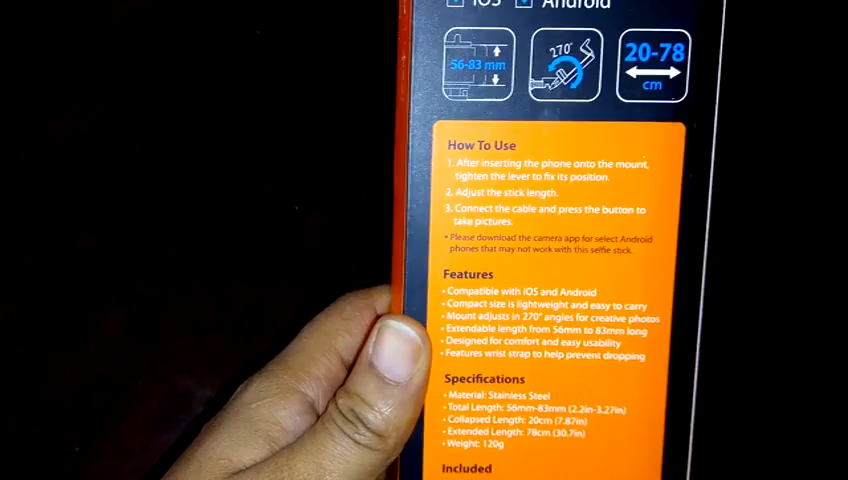 iOS Android
56-83 mm
270°
20-78
cm
How To Use
1. After inserting the phone onto the mount,
tighten the lever to fix its position.
2. Adjust the stick length.
3. Connect the cable and press the button to
take pictures.
• Please download the camera app for select Android
phones that may not work with this selfie stick.
Features
• Compatible with iOS and Android
• Compact size is lightweight and easy to carry
• Mount adjusts in 270° angles for creative photos
• Extendable length from 56mm to 83mm long
• Designed for comfort and easy usability
• Features wrist strap to help prevent dropping
Specifications
• Material: Stainless Steel
• Total Length: 56mm-83mm (2.2in-3.27in)
• Collapsed Length: 20cm (7.87in)
• Extended Length: 78cm (30.7in)
• Weight: 120g
Included